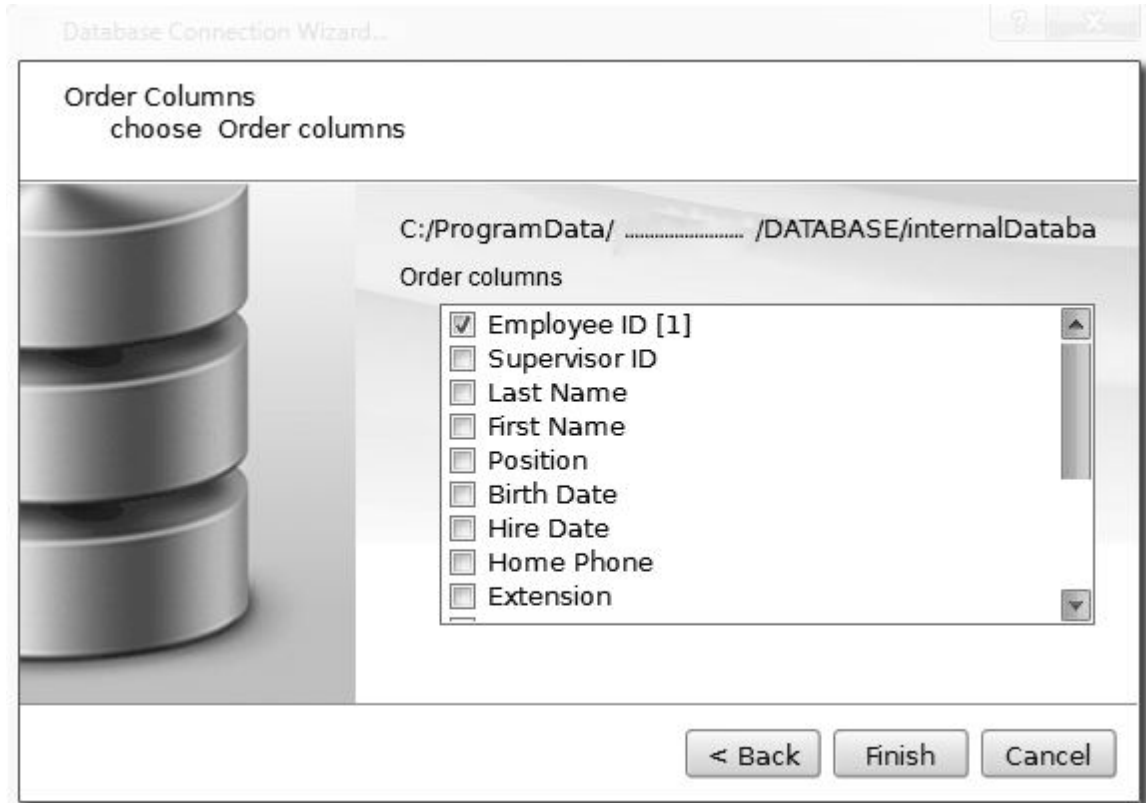 Database Connection Wizard...
Order Columns
choose Order columns
C:/ProgramData/ ........................ /DATABASE/internalDataba
Order columns
Employee ID [1]
Supervisor ID
Last Name
First Name
Position
Birth Date
Hire Date
Home Phone
Extension
< Back Finish Cancel